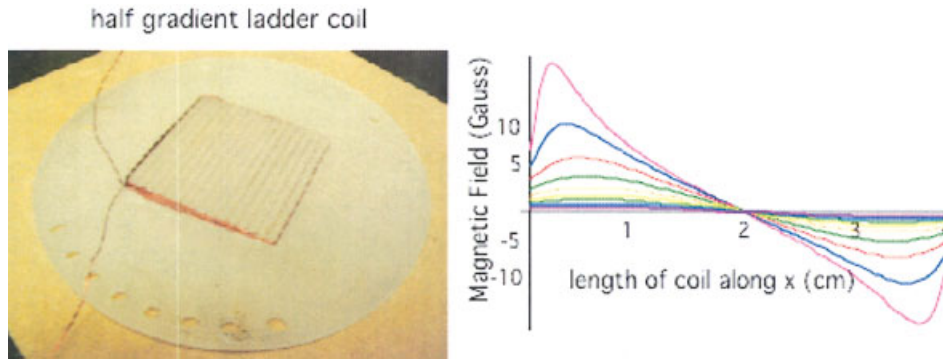 half gradient ladder coil
Magnetic Field (Gauss)
10
5
-5
-10
1
2
3
length of coil along x (cm)